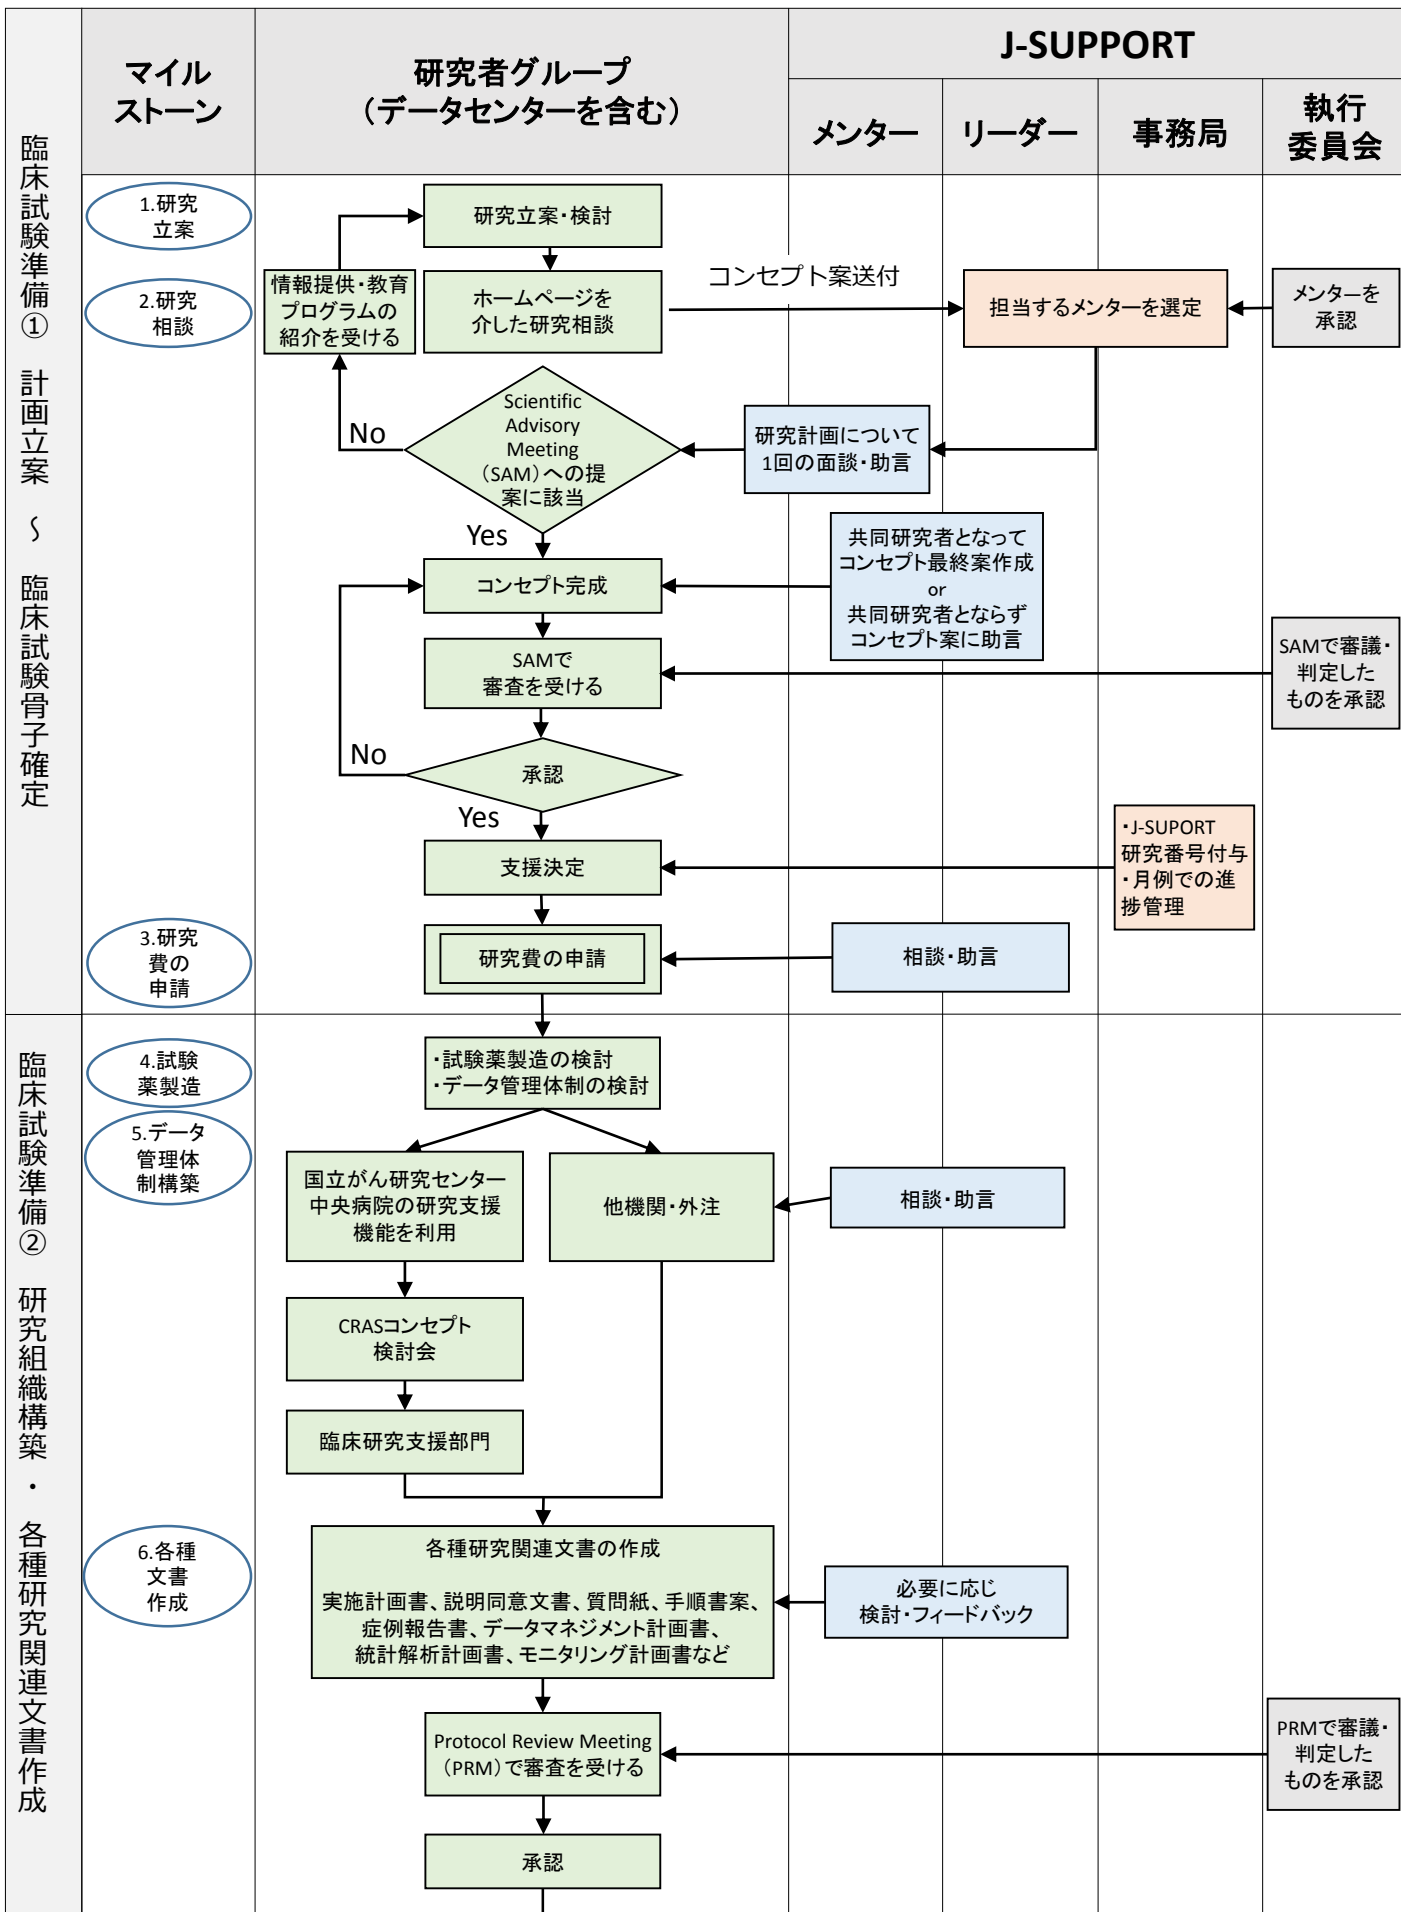 J-SUPPORT
マイル
ストーン
研究者グループ
（データセンターを含む）
メンター
リーダー
事務局
執行
委員会
臨床試験準備① 計画立案 ～ 臨床試験骨子確定
1.研究
立案
研究立案・検討
2.研究
相談
情報提供・教育
プログラムの
紹介を受ける
ホームページを
介した研究相談
コンセプト案送付
担当するメンターを選定
メンターを
承認
Scientific
Advisory
Meeting
（SAM）への提
案に該当
No
研究計画について
1回の面談・助言
Yes
コンセプト完成
共同研究者となって
コンセプト最終案作成
or
共同研究者とならず
コンセプト案に助言
SAMで
審査を受ける
SAMで審議・
判定した
ものを承認
No
承認
Yes
支援決定
・J-SUPORT
研究番号付与
・月例での進
捗管理
3.研究
費の
申請
研究費の申請
相談・助言
臨床試験準備② 研究組織構築・各種研究関連文書作成
4.試験
薬製造
・試験薬製造の検討
・データ管理体制の検討
5.データ
管理体
制構築
国立がん研究センター
中央病院の研究支援
機能を利用
他機関・外注
相談・助言
CRASコンセプト
検討会
臨床研究支援部門
6.各種
文書
作成
各種研究関連文書の作成
実施計画書、説明同意文書、質問紙、手順書案、
症例報告書、データマネジメント計画書、
統計解析計画書、モニタリング計画書など
必要に応じ
検討・フィードバック
Protocol Review Meeting
（PRM）で審査を受ける
PRMで審議・
判定した
ものを承認
承認